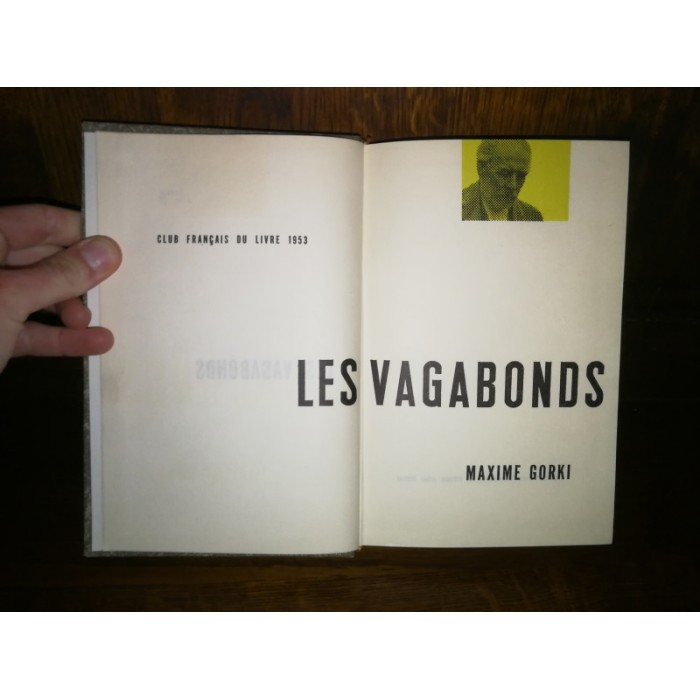 CLUB FRANÇAIS DU LIVRE 1953
LES VAGABONDS
MAXIME GORKI